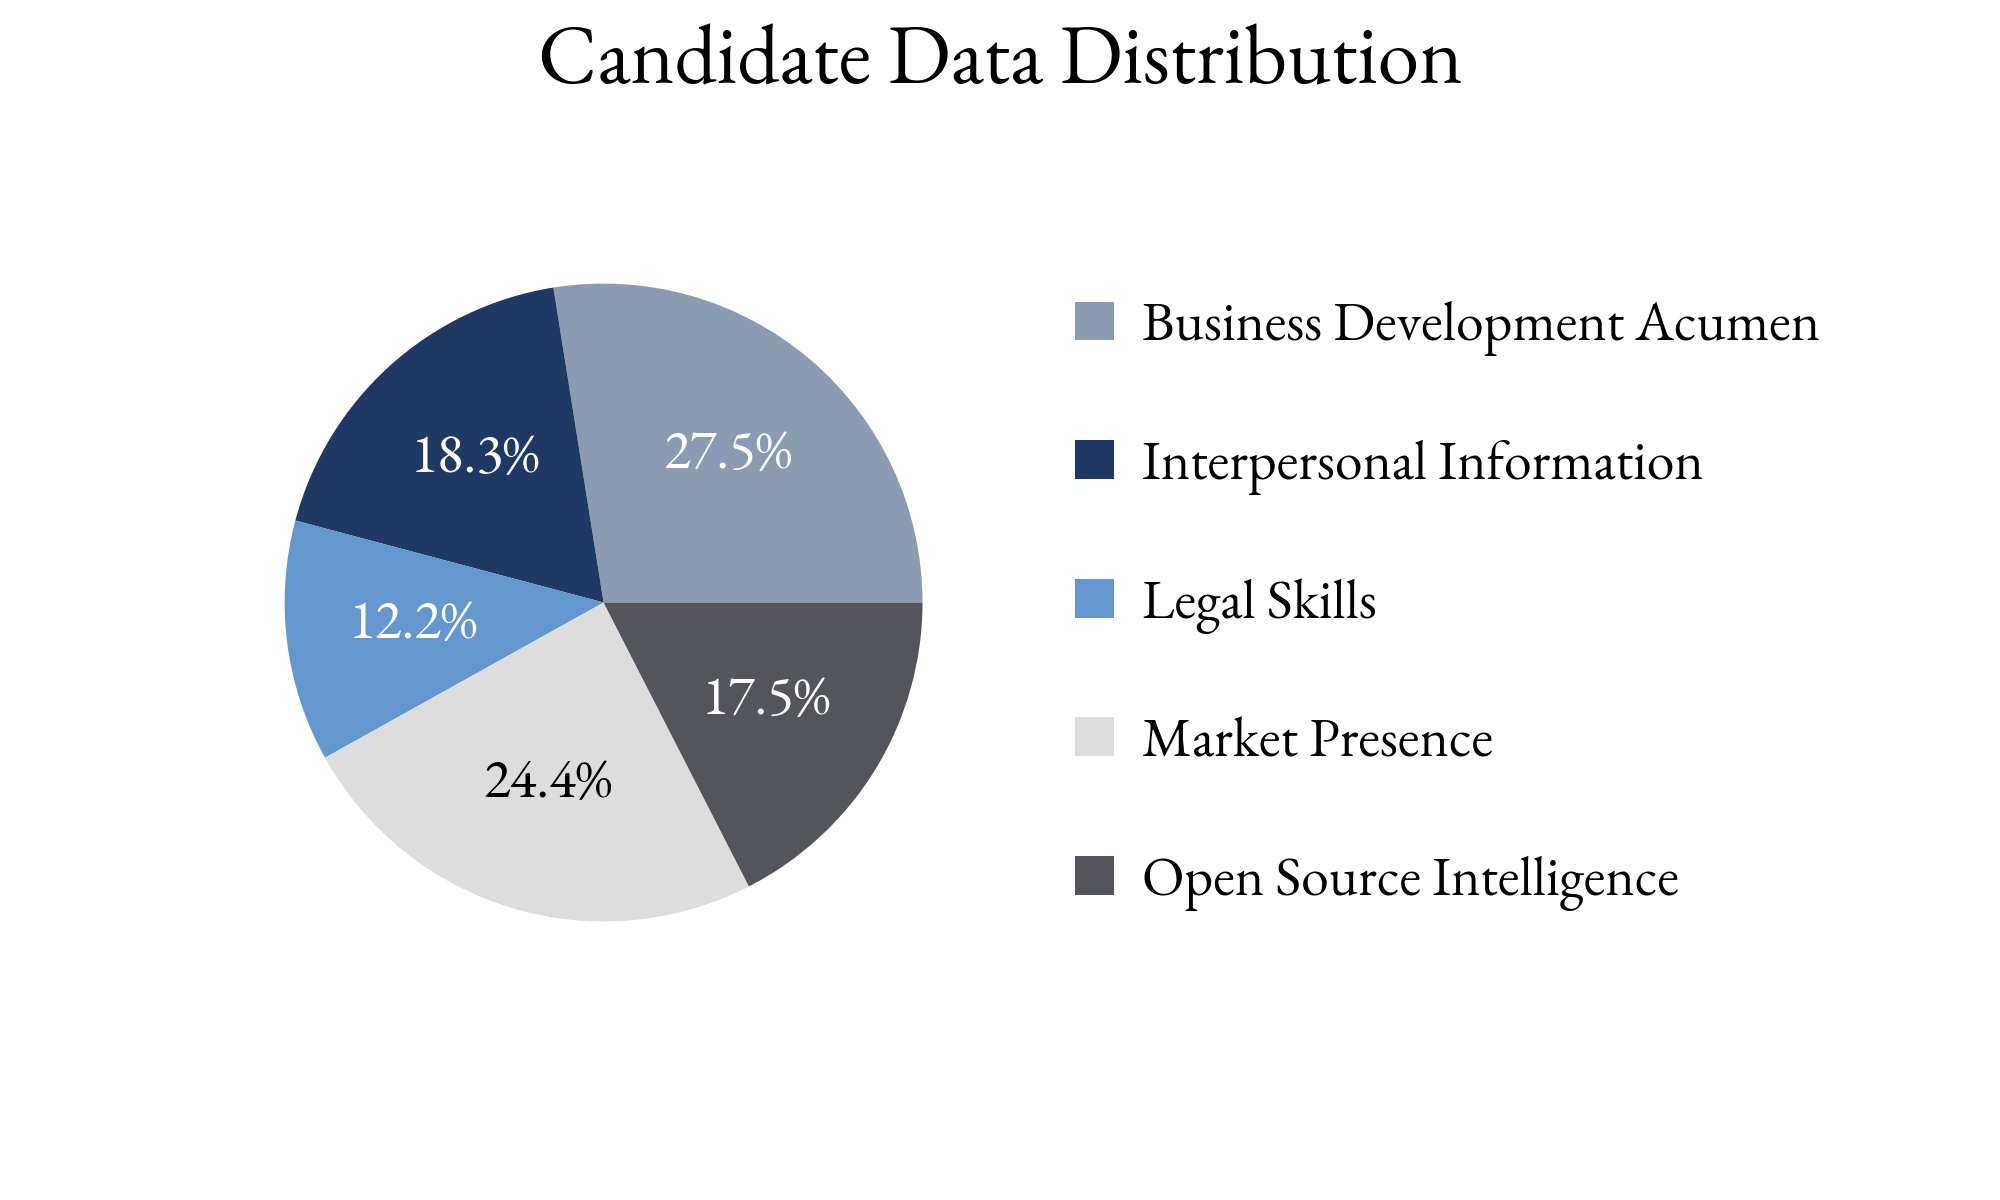 Candidate Data Distribution
27.5%
18.3%
12.2%
24.4%
17.5%
Business Development Acumen
Interpersonal Information
Legal Skills
Market Presence
Open Source Intelligence